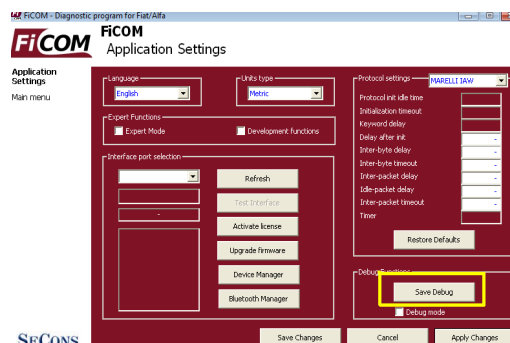 FiCOM - Diagnostic program for Fiat/Alfa
FiCOM
FiCOM
Application Settings
Application
Settings
Main menu
Language
English
Units type
Metric
Expert Functions
Expert Mode
Development functions
Interface port selection
-
Refresh
Test Interface
Activate license
Upgrade firmware
Device Manager
Bluetooth Manager
Protocol settings
MARELLI IAW
Protocol init idle time
Initialization timeout
Keyword delay
Delay after init
-
Inter-byte delay
-
Inter-byte timeout
-
Inter-packet delay
-
Idle-packet delay
-
Inter-packet timeout
-
Timer
Restore Defaults
Debug Functions
Save Debug
Debug mode
SECONS
Save Changes
Cancel
Apply Changes